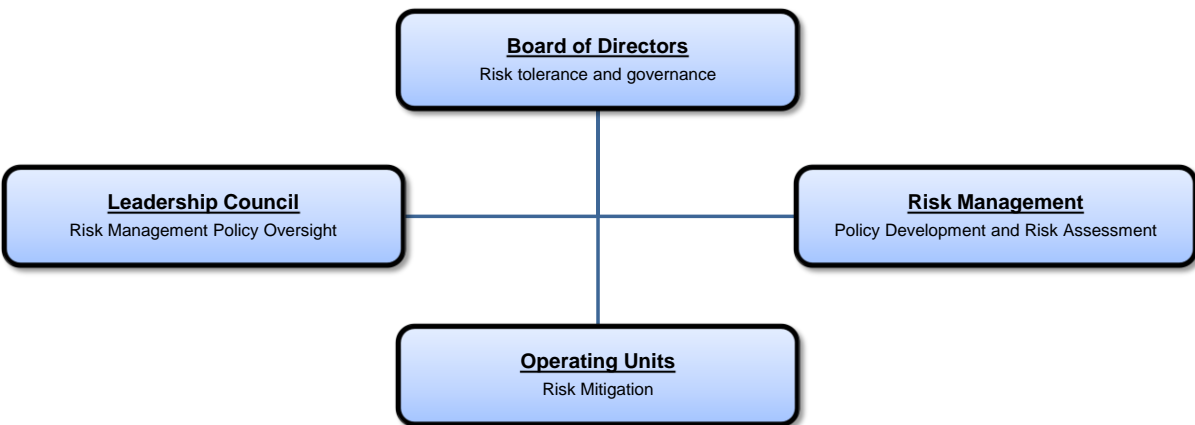 Board of Directors
Risk tolerance and governance
Leadership Council
Risk Management Policy Oversight
Risk Management
Policy Development and Risk Assessment
Operating Units
Risk Mitigation